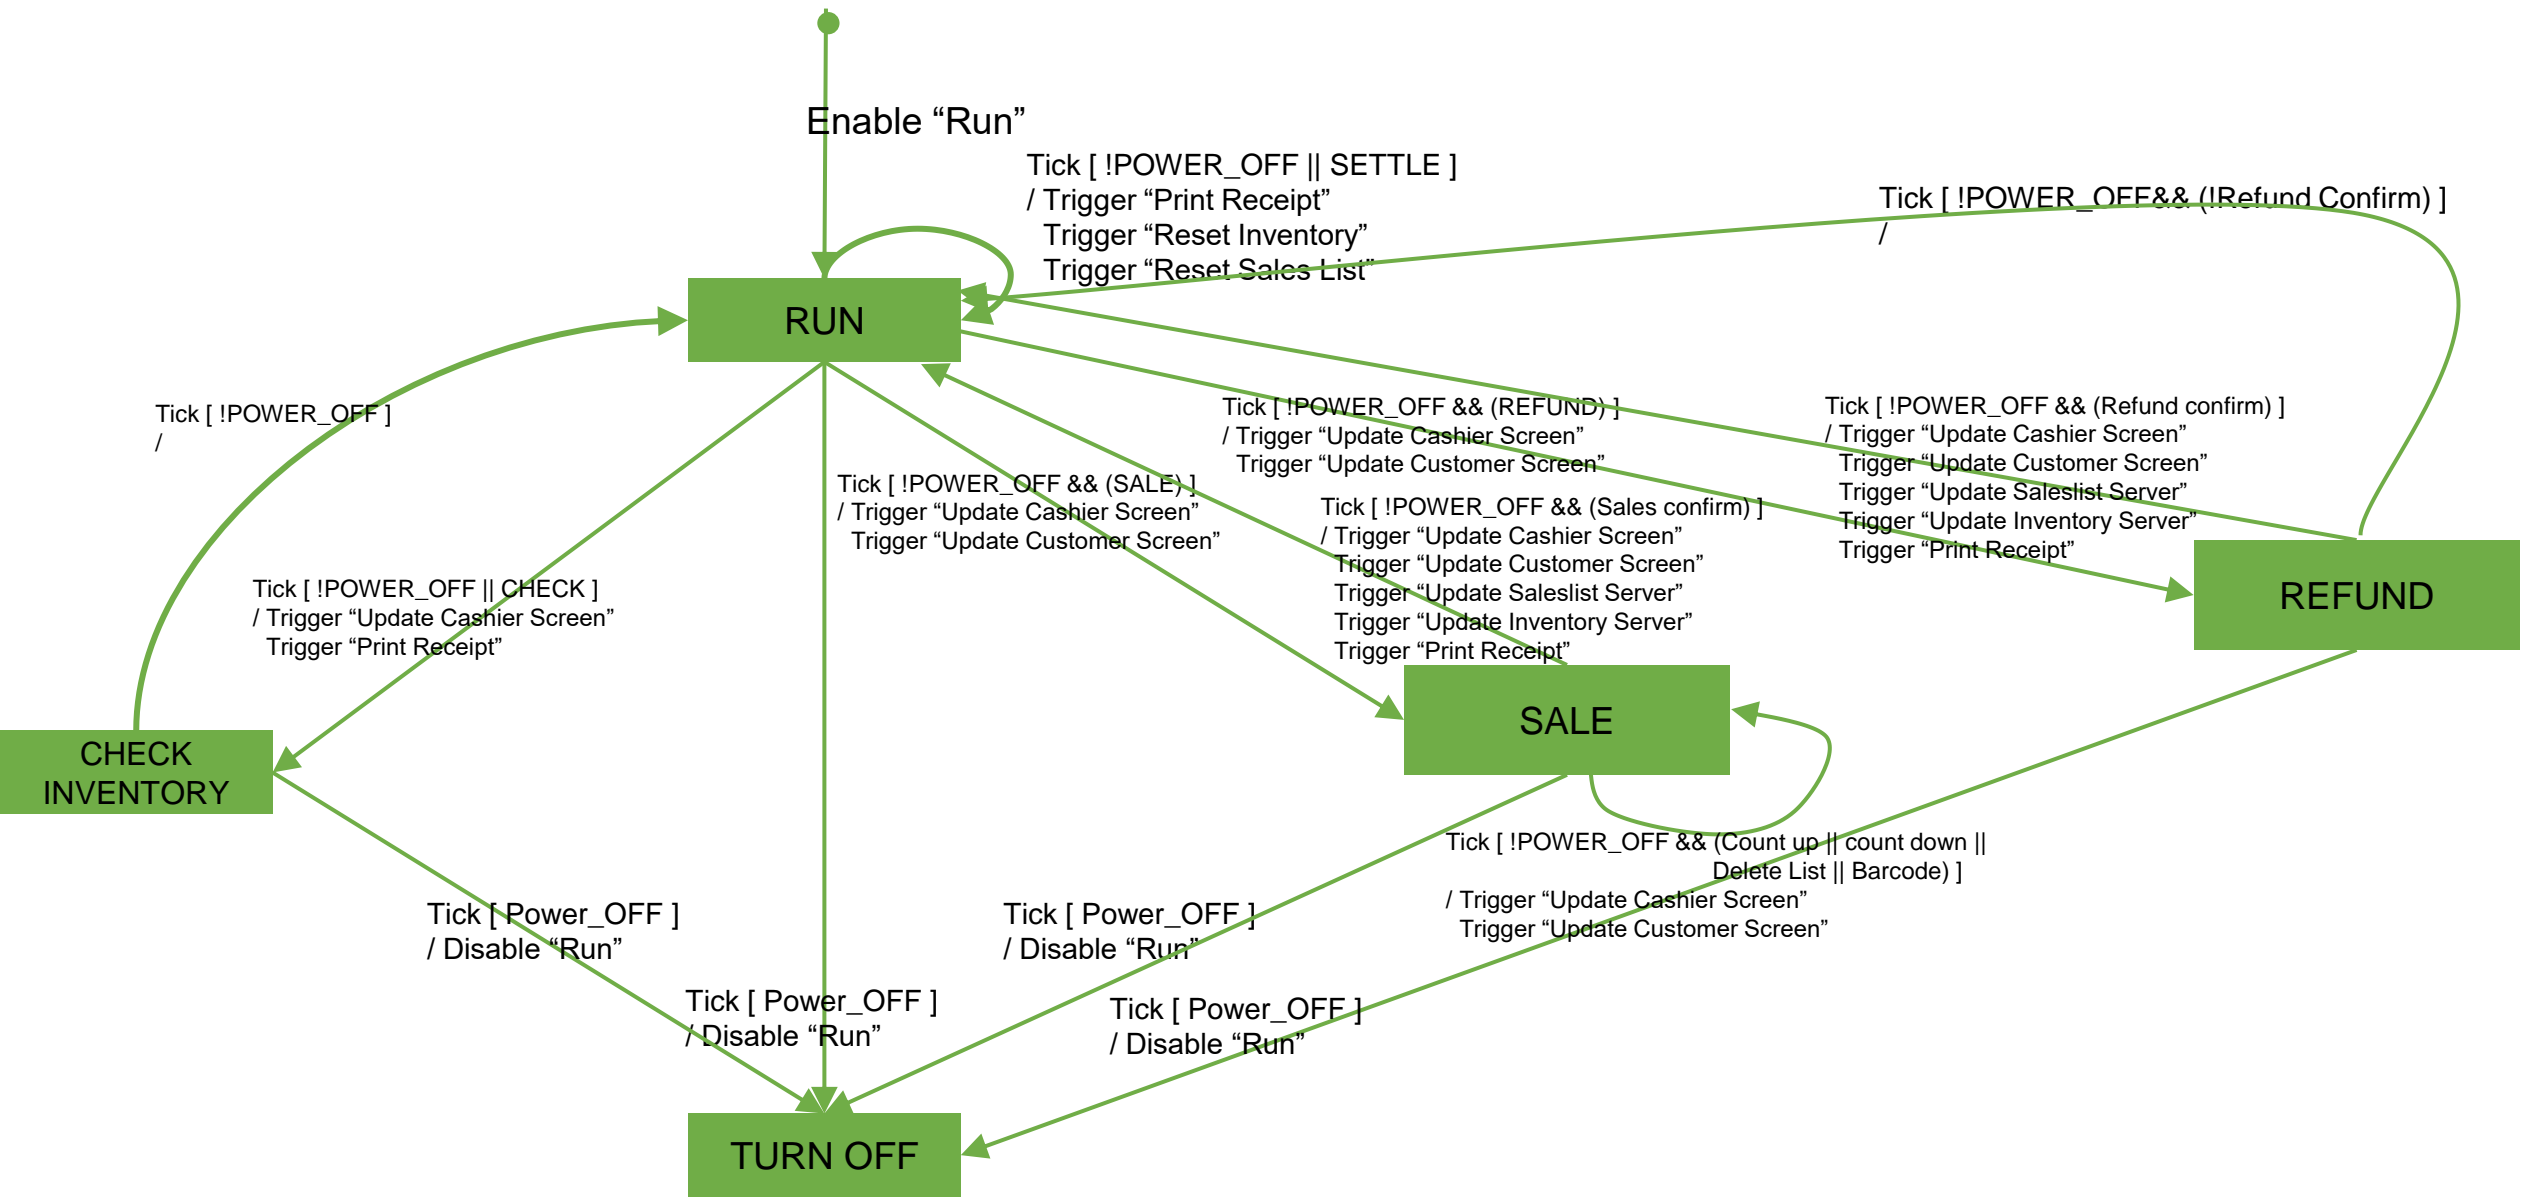 Enable “Run”
Tick [ !POWER_OFF || SETTLE ]
/ Trigger “Print Receipt”
Trigger “Reset Inventory”
Trigger “Reset Sales List”
Tick [ !POWER_OFF&& (!Refund Confirm) ]
/
RUN
Tick [ !POWER_OFF ]
/
Tick [ !POWER_OFF && (REFUND) ]
/ Trigger “Update Cashier Screen”
Trigger “Update Customer Screen”
Tick [ !POWER_OFF && (Refund confirm) ]
/ Trigger “Update Cashier Screen”
Trigger “Update Customer Screen”
Trigger “Update Saleslist Server”
Trigger “Update Inventory Server”
Trigger “Print Receipt”
Tick [ !POWER_OFF && (SALE) ]
/ Trigger “Update Cashier Screen”
Trigger “Update Customer Screen”
Tick [ !POWER_OFF && (Sales confirm) ]
/ Trigger “Update Cashier Screen”
Trigger “Update Customer Screen”
Trigger “Update Saleslist Server”
Trigger “Update Inventory Server”
Trigger “Print Receipt”
Tick [ !POWER_OFF || CHECK ]
/ Trigger “Update Cashier Screen”
Trigger “Print Receipt”
REFUND
SALE
CHECK
INVENTORY
Tick [ !POWER_OFF && (Count up || count down ||
Delete List || Barcode) ]
/ Trigger “Update Cashier Screen”
Trigger “Update Customer Screen”
Tick [ Power_OFF ]
/ Disable “Run”
Tick [ Power_OFF ]
/ Disable “Run”
Tick [ Power_OFF ]
/ Disable “Run”
Tick [ Power_OFF ]
/ Disable “Run”
TURN OFF